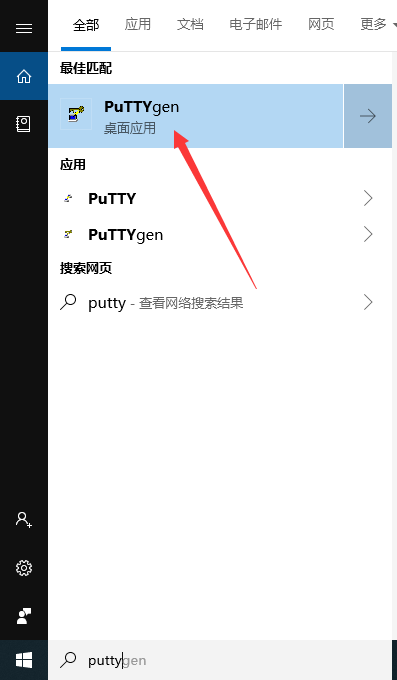 全部 应用 文档 电子邮件 网页 更多
最佳匹配
PuTTYgen
桌面应用
应用
PuTTY
PuTTYgen
搜索网页
putty - 查看网络搜索结果
puttygen